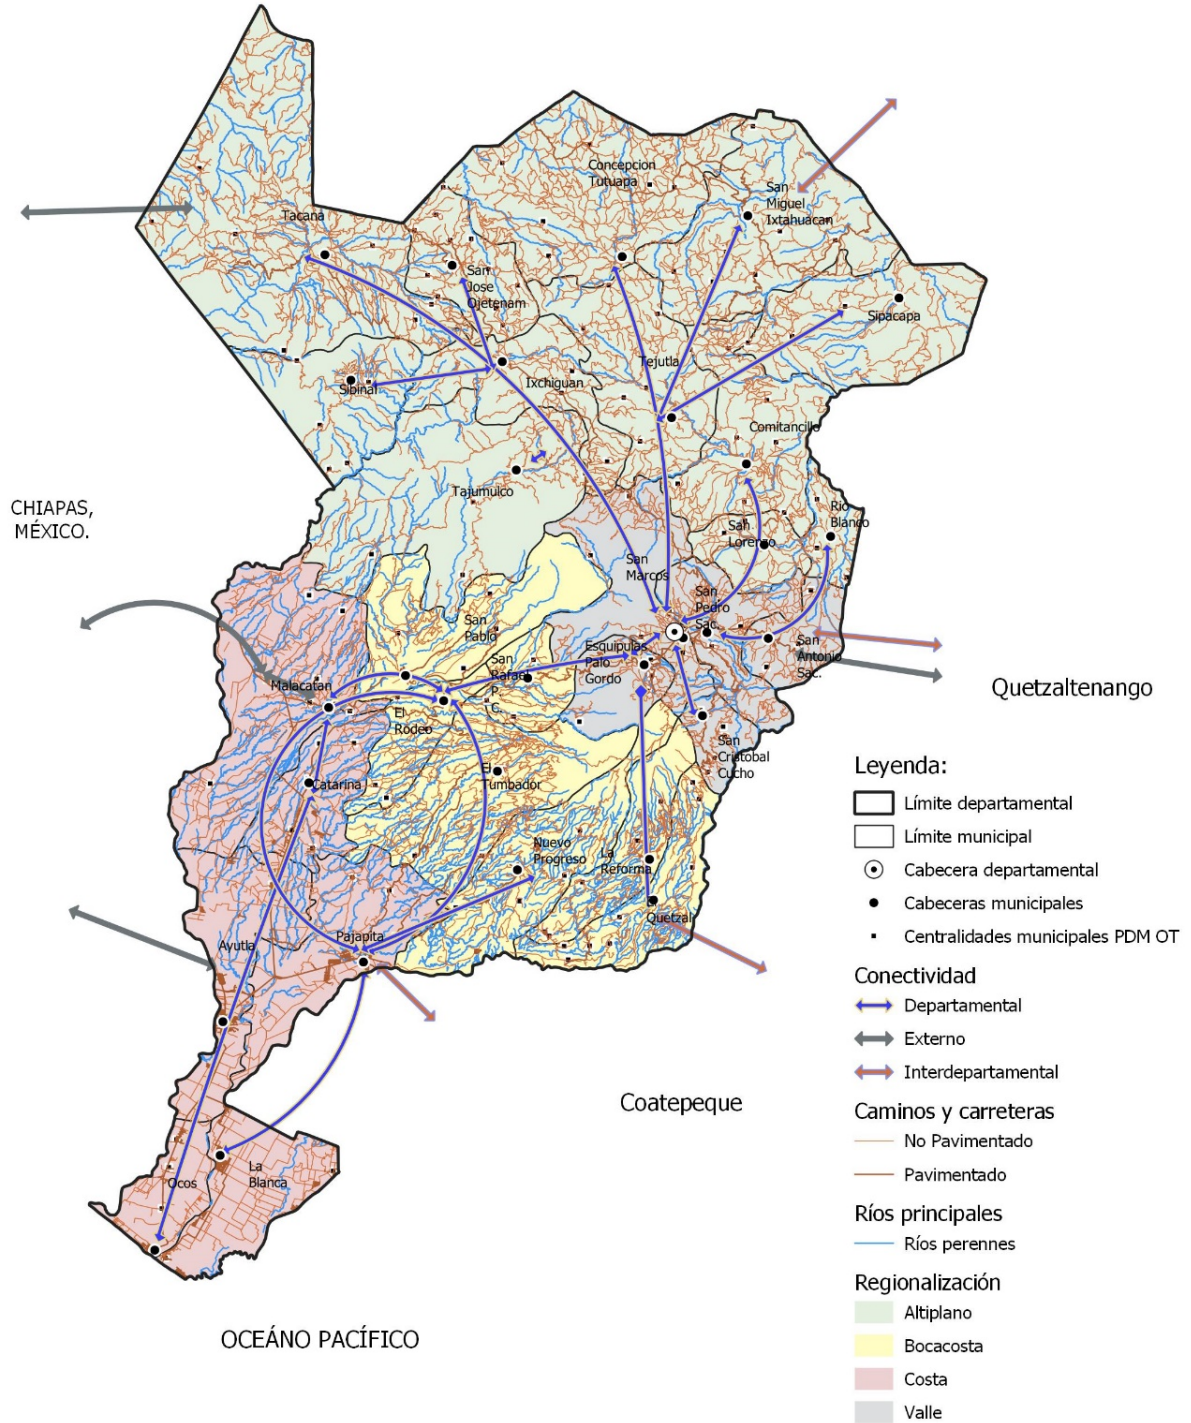 Concepcion
Tutuapa
San
Miguel
Ixtahuacan
Tacana
San
Jose
Ojetenam
Sipacapa
Tejutla
Ixchiguan
Sibinal
Comitancillo
Tajumulco
CHIAPAS,
MÉXICO.
Rio
Blanco
San
Lorenzo
San
Marcos
San
Pedro
Sac.
San
Pablo
Esquipulas
Palo
Gordo
San
Antonio
Sac.
San
Rafael
P.
C.
Malacatan
El
Rodeo
Quetzaltenango
San
Cristobal
Cucho
El
Tumbador
Catarina
Nuevo
Progreso
La
Reforma
El
Quetzal
Pajapita
Ayutla
Coatepeque
La
Blanca
Ocos
OCEÁNO PACÍFICO
Leyenda:
Límite departamental
Límite municipal
Cabecera departamental
Cabeceras municipales
Centralidades municipales PDM OT
Conectividad
Departamental
Externo
Interdepartamental
Caminos y carreteras
No Pavimentado
Pavimentado
Ríos principales
Ríos perennes
Regionalización
Altiplano
Bocacosta
Costa
Valle